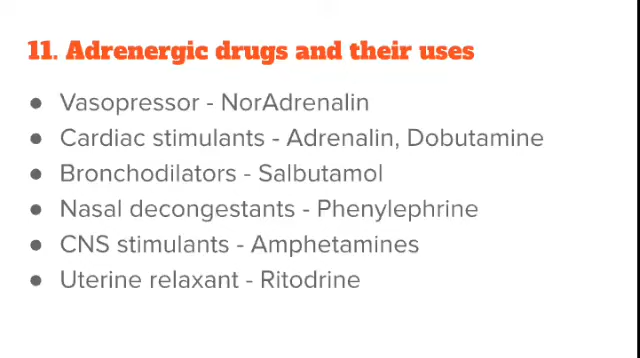 11. Adrenergic drugs and their uses
● Vasopressor - NorAdrenalin
● Cardiac stimulants - Adrenalin, Dobutamine
● Bronchodilators - Salbutamol
● Nasal decongestants - Phenylephrine
● CNS stimulants - Amphetamines
● Uterine relaxant - Ritodrine